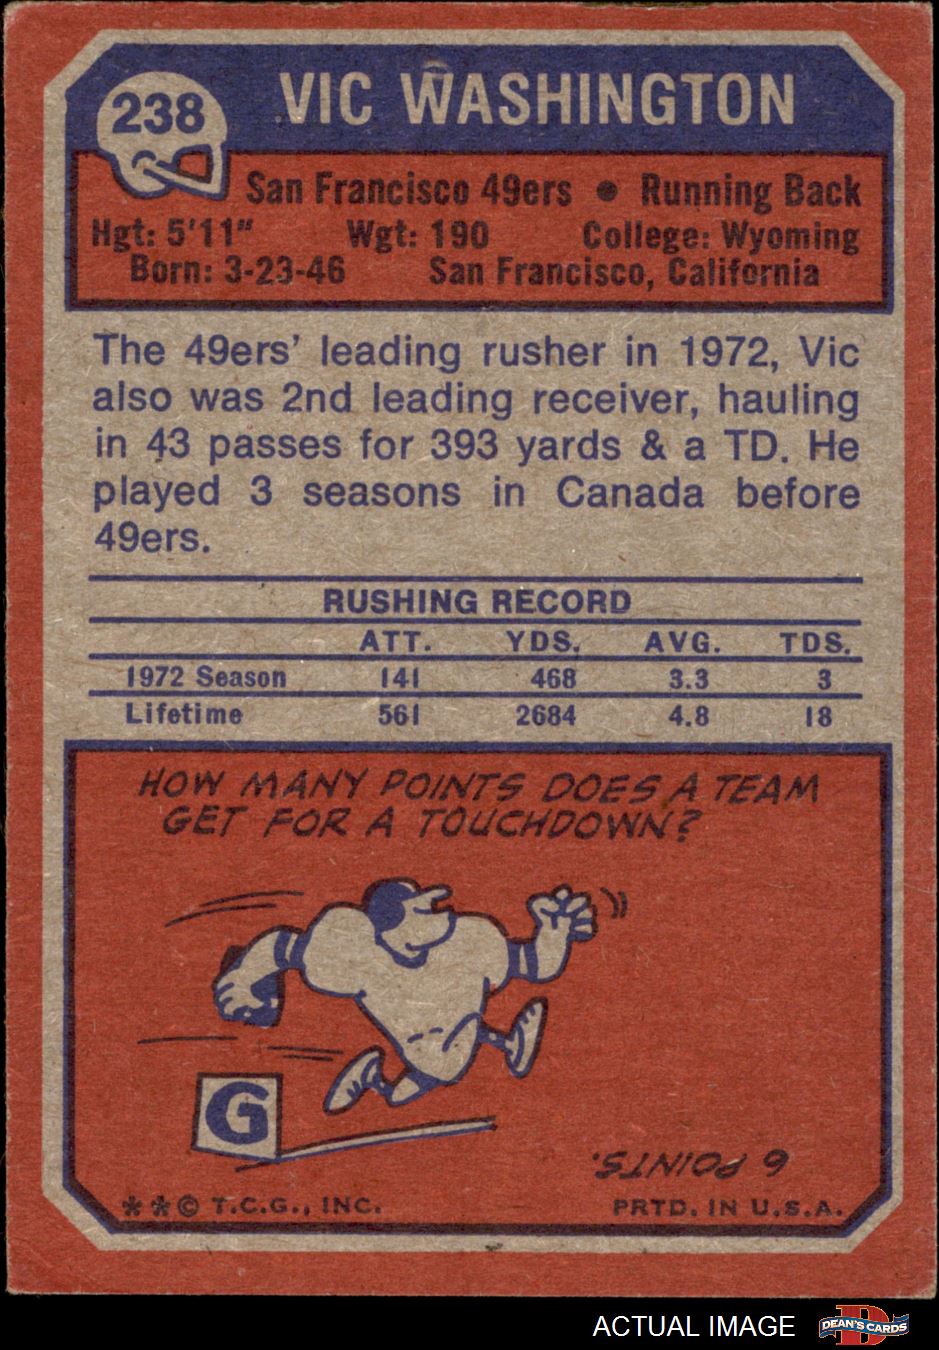 238
VIC WASHINGTON
San Francisco 49ers • Running Back
Hgt: 5'11" Wgt: 190 College: Wyoming
Born: 3-23-46 San Francisco, California
The 49ers' leading rusher in 1972, Vic
also was 2nd leading receiver, hauling
in 43 passes for 393 yards & a TD. He
played 3 seasons in Canada before
49ers.
RUSHING RECORD
ATT. YDS. AVG. TDS.
1972 Season 141 468 3.3 3
Lifetime 561 2684 4.8 18
HOW MANY POINTS DOES A TEAM
GET FOR A TOUCHDOWN?
G
6 POINTS.
** © T.C.G., INC. PRTD. IN U.S.A.
ACTUAL IMAGE D DEAN'S CARDS